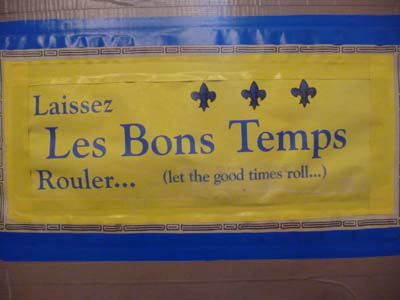 Laissez
Les Bons Temps
Rouler... (let the good times roll...)